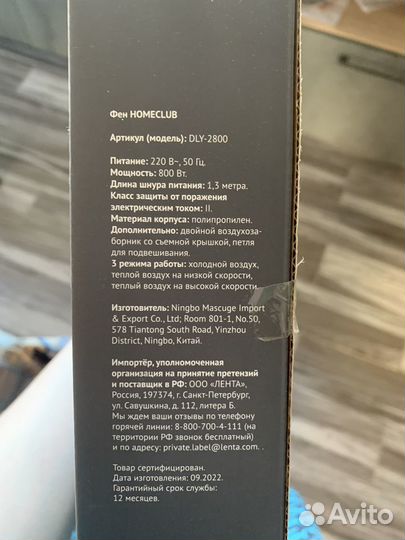 Фен HOMECLUB
Артикул (модель): DLY-2800
Питание: 220 В~, 50 Гц.
Мощность: 800 Вт.
Длина шнура питания: 1,3 метра.
Класс защиты от поражения
электрическим током: II.
Материал корпуса: полипропилен.
Дополнительно: двойной воздухоза-
борник со съемной крышкой, петля
для подвешивания.
3 режима работы: холодной воздух,
теплой воздух на низкой скорости,
теплый воздух на высокой скорости.
Изготовитель: Ningbo Mascuge Import
& Export Co., Ltd; Room 801-1, No.50,
578 Tiantong South Road, Yinzhou
District, Ningbo, Китай.
Импортёр, уполномоченная
организация на принятие претензий
и поставщик в РФ: ООО «ЛЕНТА»,
Россия, 197374, г. Санкт-Петербург,
ул. Савушкина, д. 112, литера Б.
Мы ждем ваши отзывы по телефону
горячей линии: 8-800-700-4-111 (на
территории РФ звонок бесплатный)
и по адресу: private.label@lenta.com. .
Товар сертифицирован.
Дата изготовения: 09.2022.
Гарантийный срок службы:
12 месяцев.
Avito